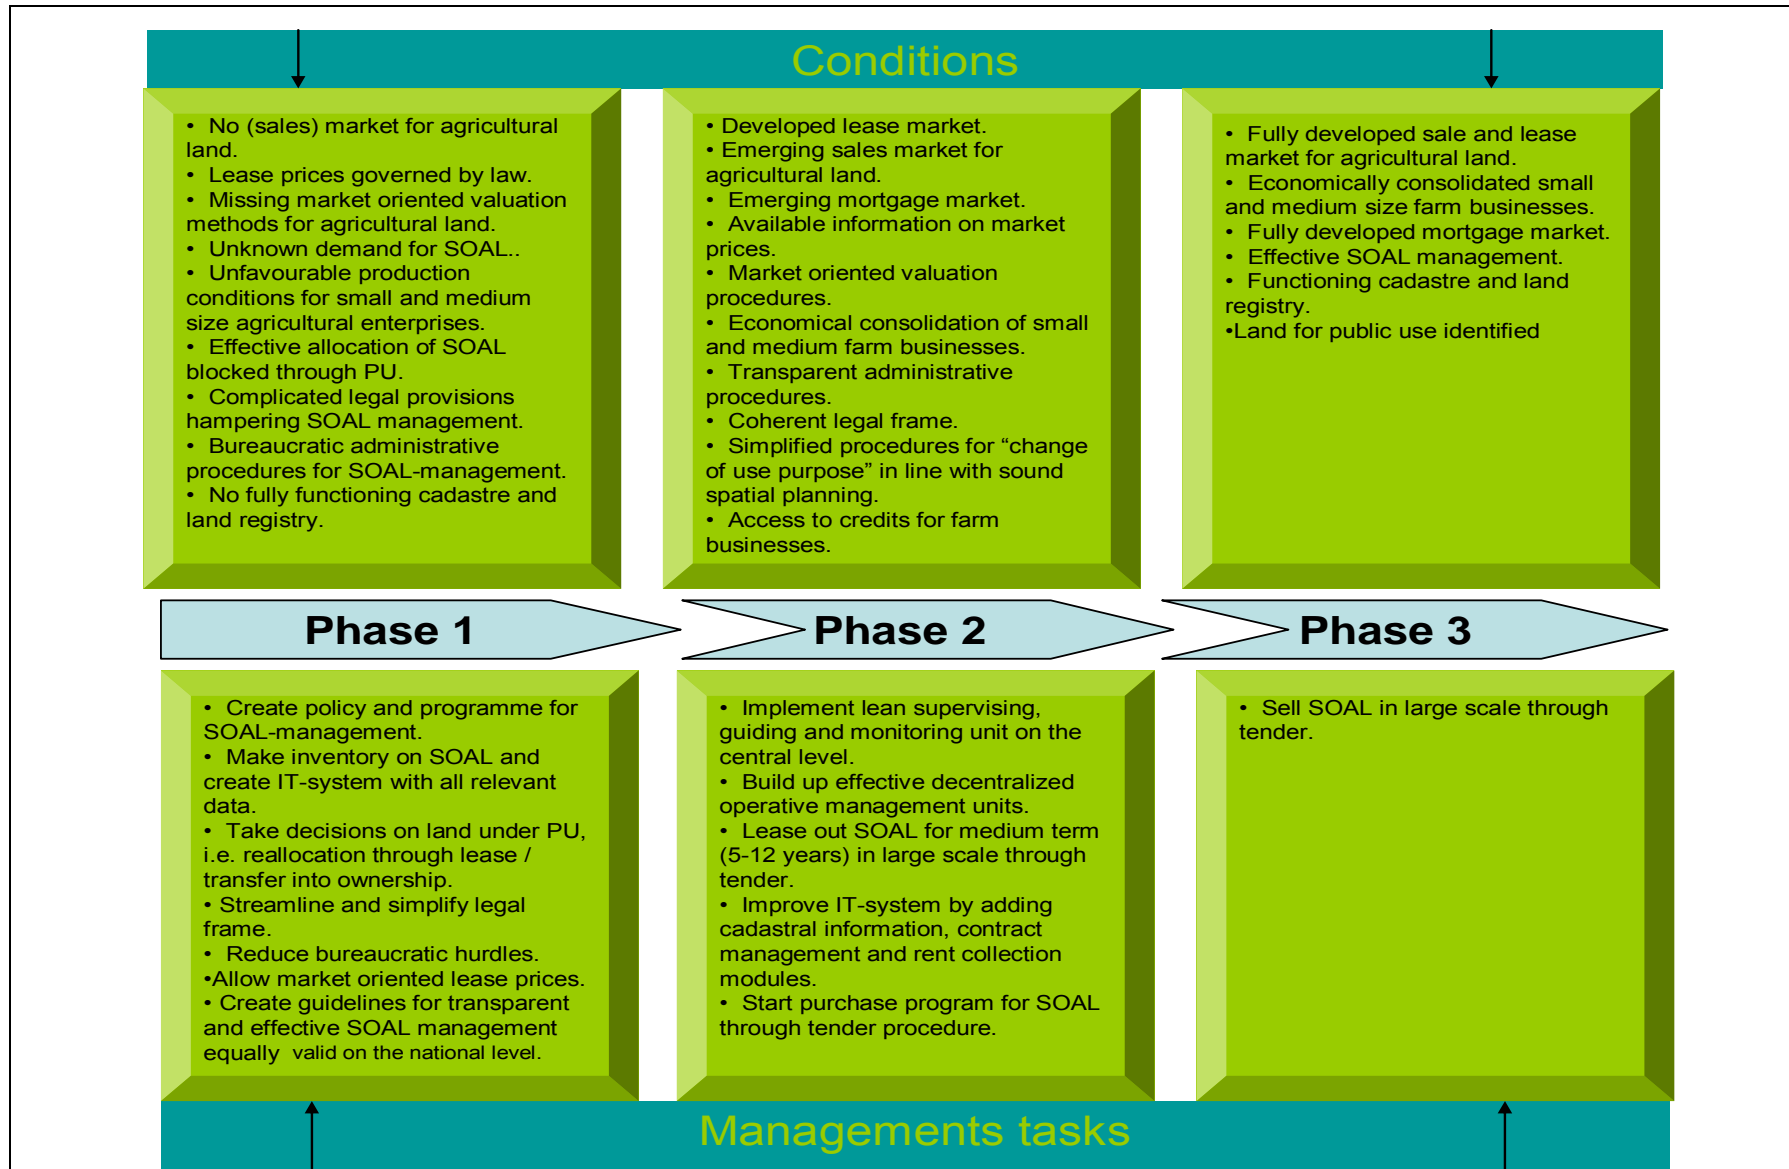 Conditions
• No (sales) market for agricultural
land.
• Lease prices governed by law.
• Missing market oriented valuation
methods for agricultural land.
• Unknown demand for SOAL..
• Unfavourable production
conditions for small and medium
size agricultural enterprises.
• Effective allocation of SOAL
blocked through PU.
• Complicated legal provisions
hampering SOAL management.
• Bureaucratic administrative
procedures for SOAL-management.
• No fully functioning cadastre and
land registry.
• Developed lease market.
• Emerging sales market for
agricultural land.
• Emerging mortgage market.
• Available information on market
prices.
• Market oriented valuation
procedures.
• Economical consolidation of small
and medium farm businesses.
• Transparent administrative
procedures.
• Coherent legal frame.
• Simplified procedures for “change
of use purpose” in line with sound
spatial planning.
• Access to credits for farm
businesses.
• Fully developed sale and lease
market for agricultural land.
• Economically consolidated small
and medium size farm businesses.
• Fully developed mortgage market.
• Effective SOAL management.
• Functioning cadastre and land
registry.
•Land for public use identified
Phase 1
Phase 2
Phase 3
• Create policy and programme for
SOAL-management.
• Make inventory on SOAL and
create IT-system with all relevant
data.
• Take decisions on land under PU,
i.e. reallocation through lease /
transfer into ownership.
• Streamline and simplify legal
frame.
• Reduce bureaucratic hurdles.
•Allow market oriented lease prices.
• Create guidelines for transparent
and effective SOAL management
equally valid on the national level.
• Implement lean supervising,
guiding and monitoring unit on the
central level.
• Build up effective decentralized
operative management units.
• Lease out SOAL for medium term
(5-12 years) in large scale through
tender.
• Improve IT-system by adding
cadastral information, contract
management and rent collection
modules.
• Start purchase program for SOAL
through tender procedure.
• Sell SOAL in large scale through
tender.
Managements tasks